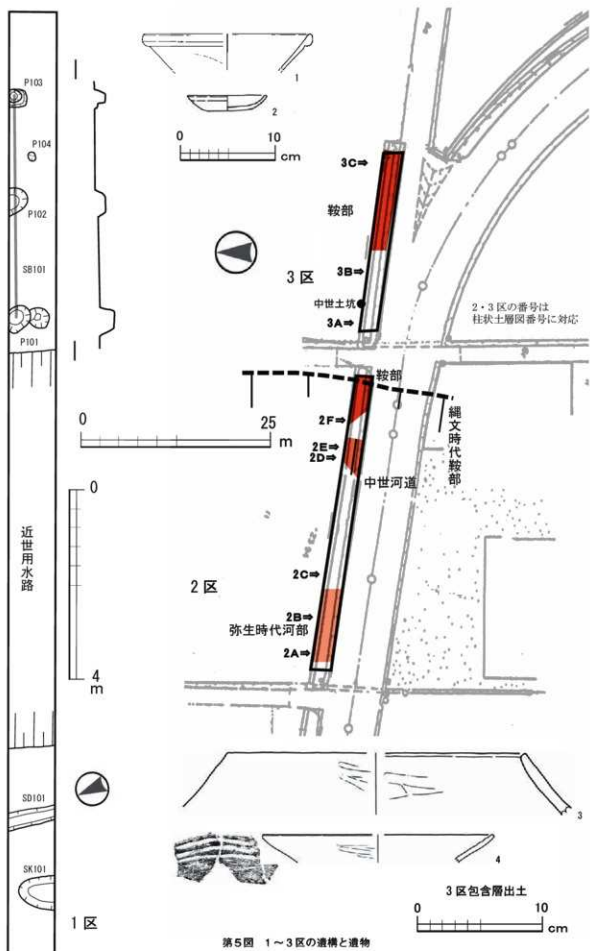 P103
P104
P102
SB101
P101
近世用水路
SD101
SK101
1区
1
2
0
10
cm
0
25
m
0
4
m
3C⇒
鞍部
3区
3B⇒
中世土坑
3A⇒
2・3区の番号は
柱状土層図番号に対応
鞍部
2F⇒
2E⇒
2D⇒
中世河道
縄文時代鞍部
2C⇒
2区
2B⇒
弥生時代河部
2A⇒
3
4
3区包含層出土
0
10
cm
第5図 1～3区の遺構と遺物